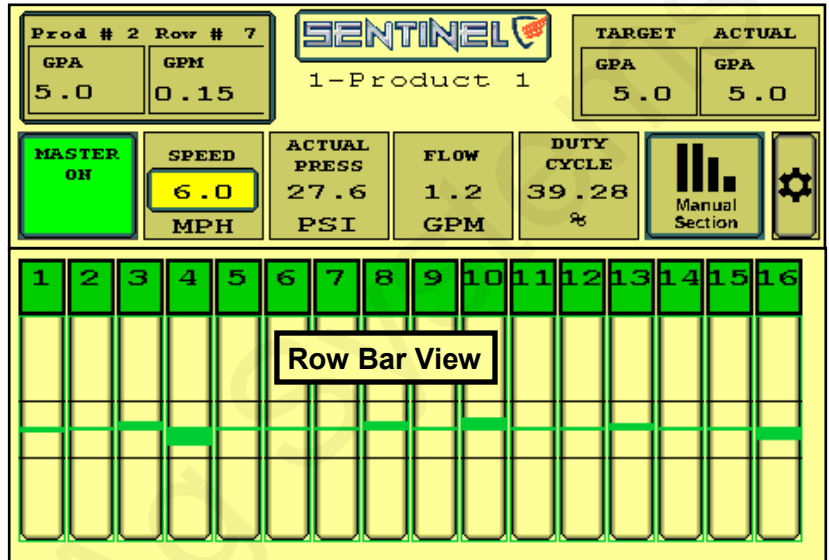 Prod # 2 Row # 7
GPA GPM
5.0 0.15
SENTINEL
1-Product 1
TARGET ACTUAL
GPA GPA
5.0 5.0
MASTER
ON
SPEED
6.0
MPH
ACTUAL
PRESS
27.6
PSI
FLOW
1.2
GPM
DUTY
CYCLE
39.28
%
Manual
Section
1 2 3 4 5 6 7 8 9 10 11 12 13 14 15 16
Row Bar View
Ag Systems